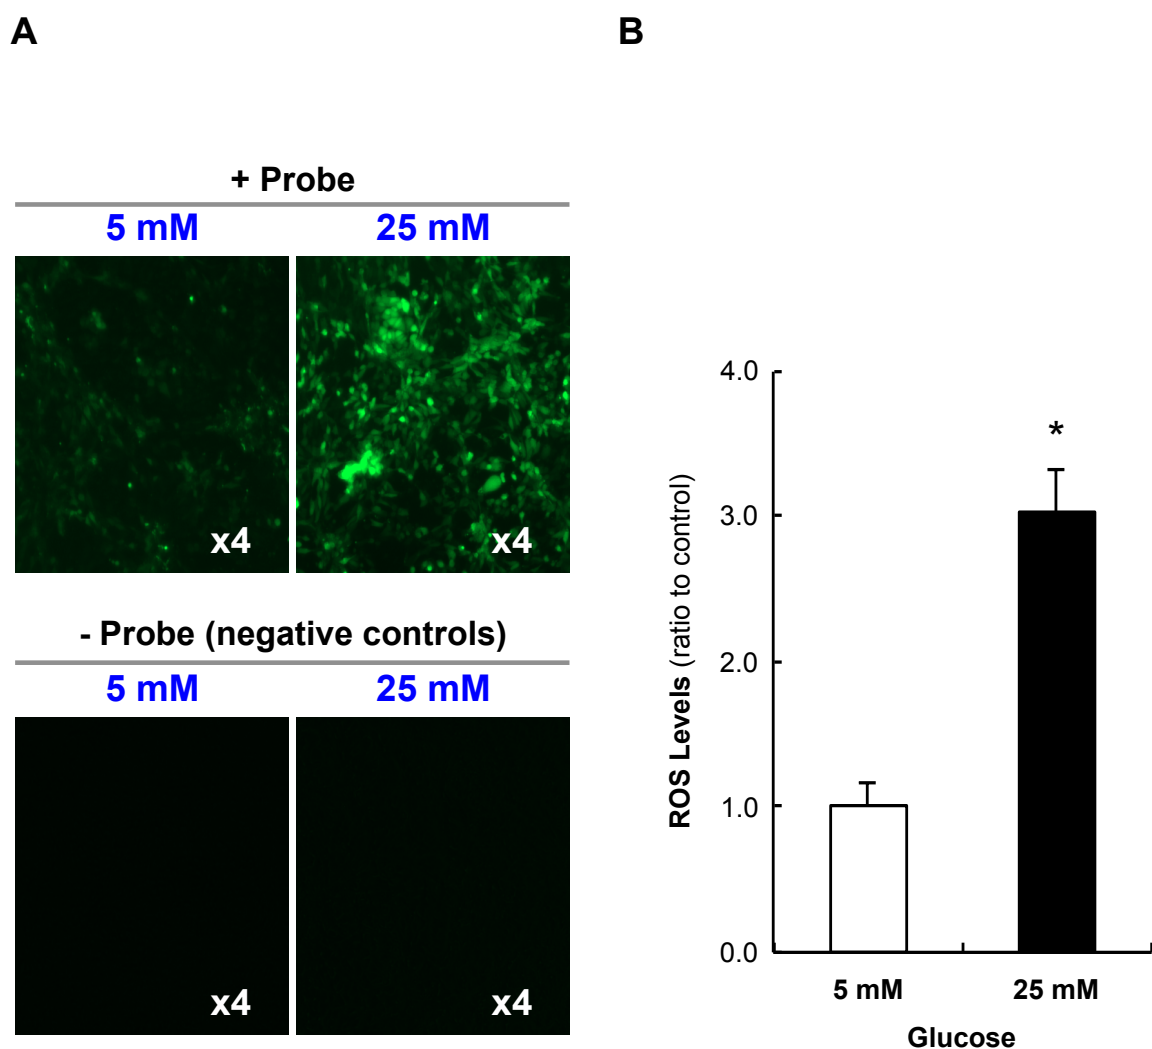 A
+ Probe
5 mM 25 mM
x4 x4
- Probe (negative controls)
5 mM 25 mM
x4 x4
B
ROS Levels (ratio to control)
4.0
3.0
2.0
1.0
0.0
*
5 mM 25 mM
Glucose